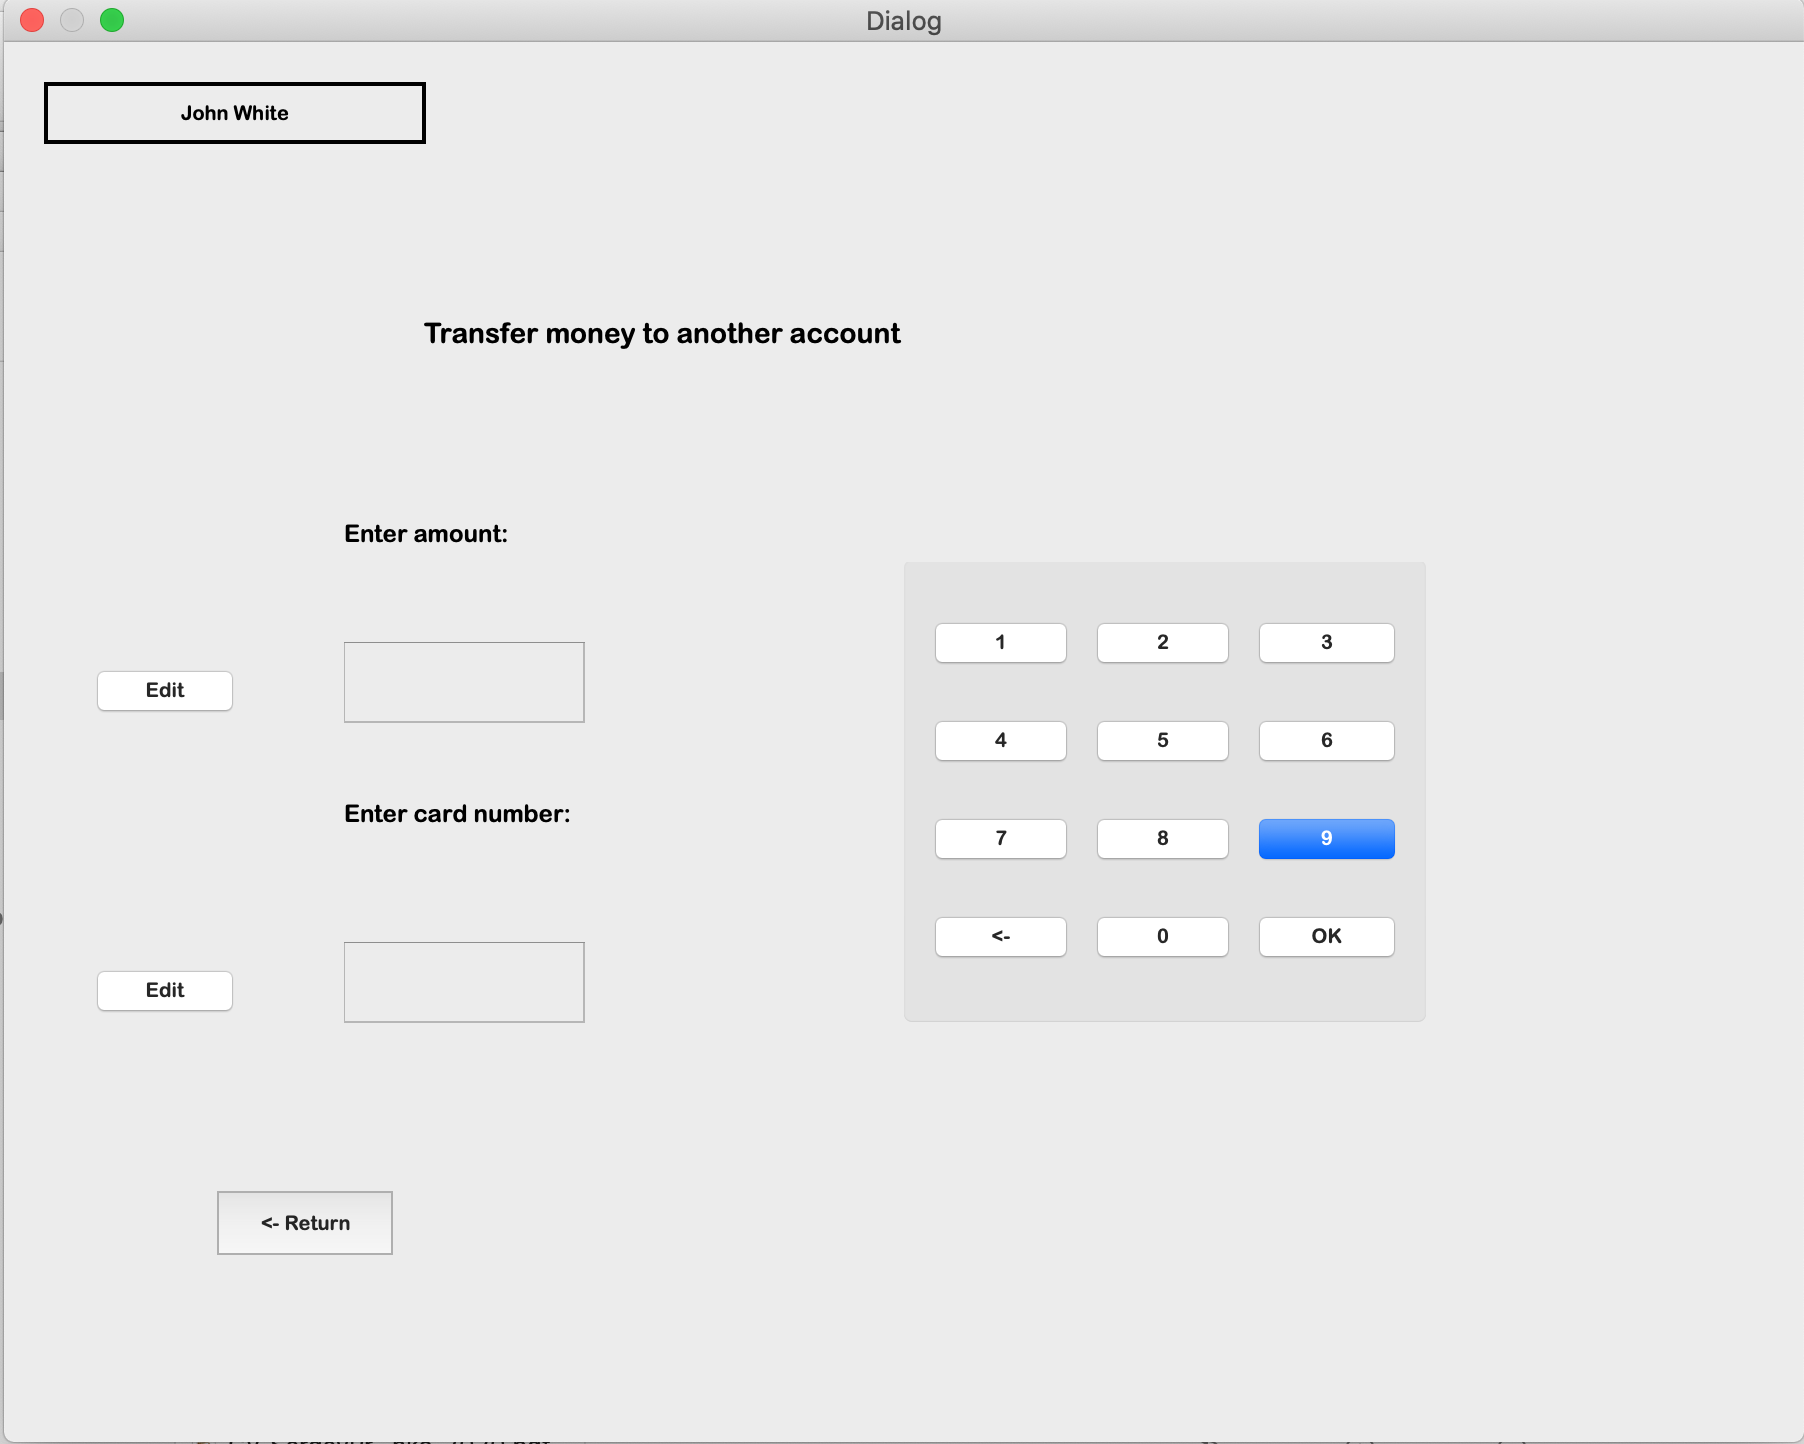 Dialog
John White
Transfer money to another account
Enter amount:
Edit
Enter card number:
Edit
1 2 3
4 5 6
7 8 9
<- 0 OK
<- Return